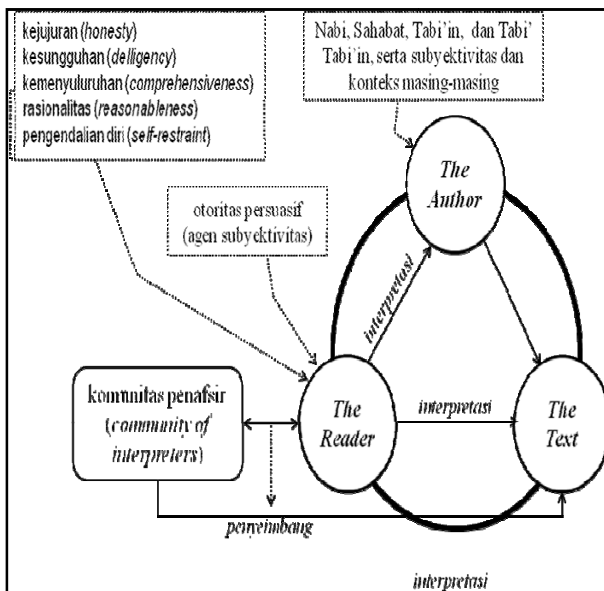 kejujuran (honesty)
kesungguhan (delligency)
kemenyuluruhan (comprehensiveness)
rasionalitas (reasonableness)
pengendalian diri (self-restraint)
Nabi, Sahabat, Tabi'in, dan Tabi'
Tabi'in, serta subyektivitas dan
konteks masing-masing
The
Author
otoritas persuasif
(agen subyektivitas)
interpretasi
komunitas penafsir
(community of
interpreters)
The
Reader
interpretasi
The
Text
penyeimbang
interpretasi